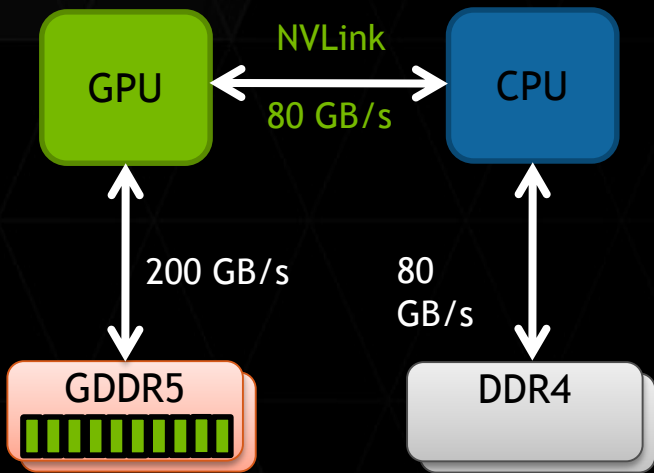 NVLink
GPU
CPU
80 GB/s
200 GB/s
80
GB/s
GDDR5
DDR4